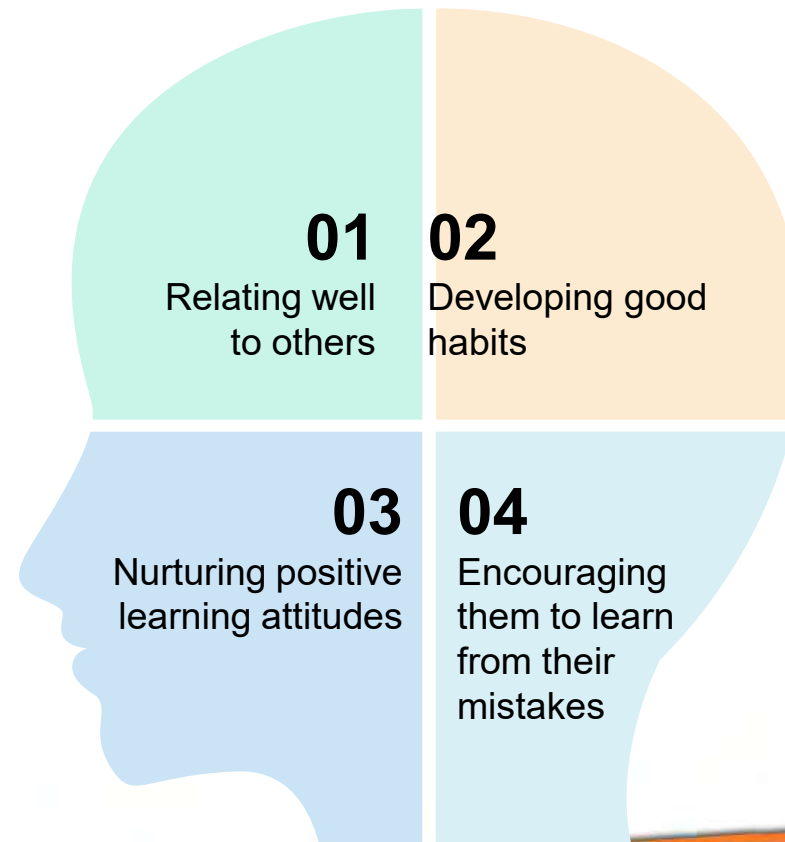 01
Relating well
to others
02
Developing good
habits
03
Nurturing positive
learning attitudes
04
Encouraging
them to learn
from their
mistakes